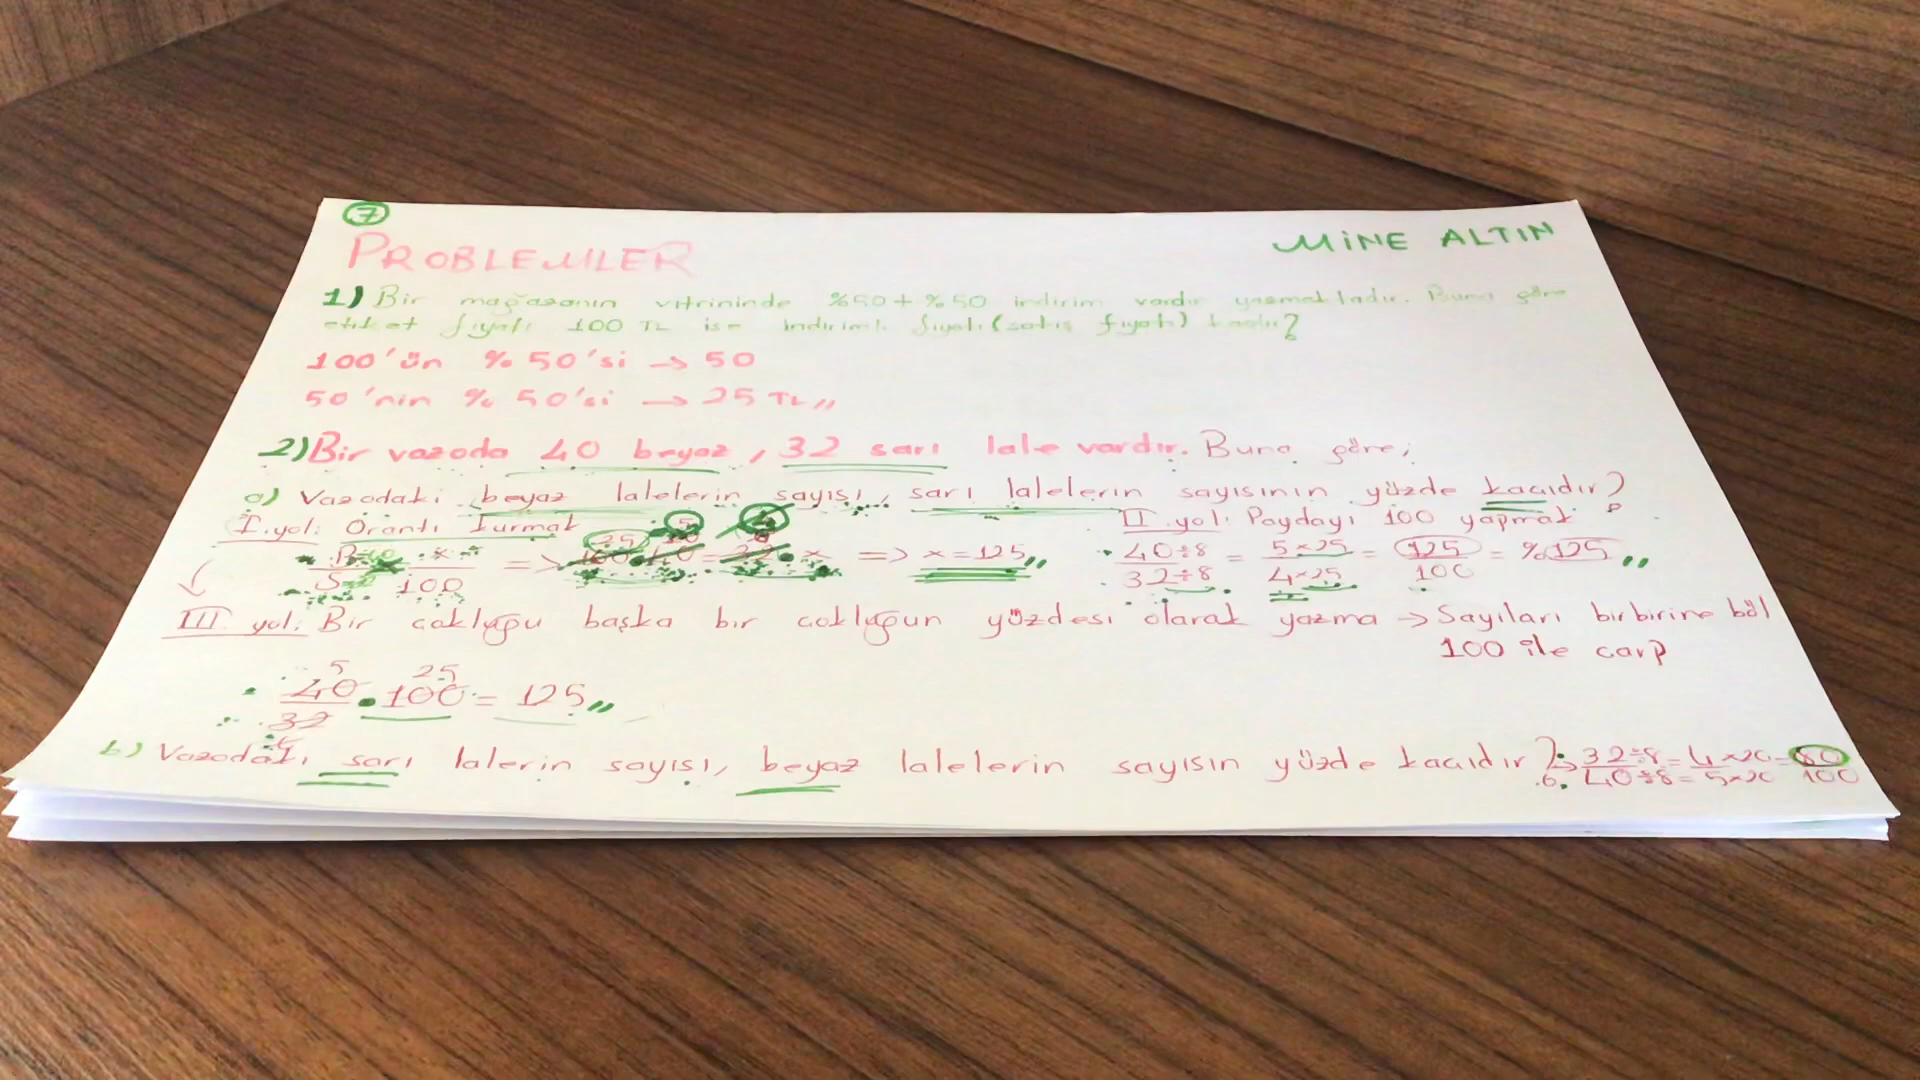 7
PROBLEMLER
MİNE ALTIN
1) Bir mağazanın vitrininde %50 + %50 indirim vardır yazmaktadır. Buna göre
etiket fiyatı 100 TL ise indirimli fiyatı (satış fiyatı) kaçtır?
100'ün %50'si → 50
50'nin %50'si → 25 TL,,
2) Bir vazoda 40 beyaz, 32 sarı lale vardır. Buna göre;
a) Vazodaki beyaz lalelerin sayısı, sarı lalelerin sayısının yüzde kaçıdır?
I. yol: Orantı kurmak
x/100 => => x = 125,,
II. yol: Paydayı 100 yapmak
40÷8/32÷8 = 5×25/4×25 = 125/100 = %125,,
III. yol: Bir çokluğu başka bir çokluğun yüzdesi olarak yazma → Sayıları birbirine böl
100 ile çarp
5 25
40/32 . 100 = 125,,
4
b) Vazodaki sarı lalerin sayısı, beyaz lalelerin sayısın yüzde kaçıdır?
32÷8/40÷8 = 4×20/5×20 = 80/100